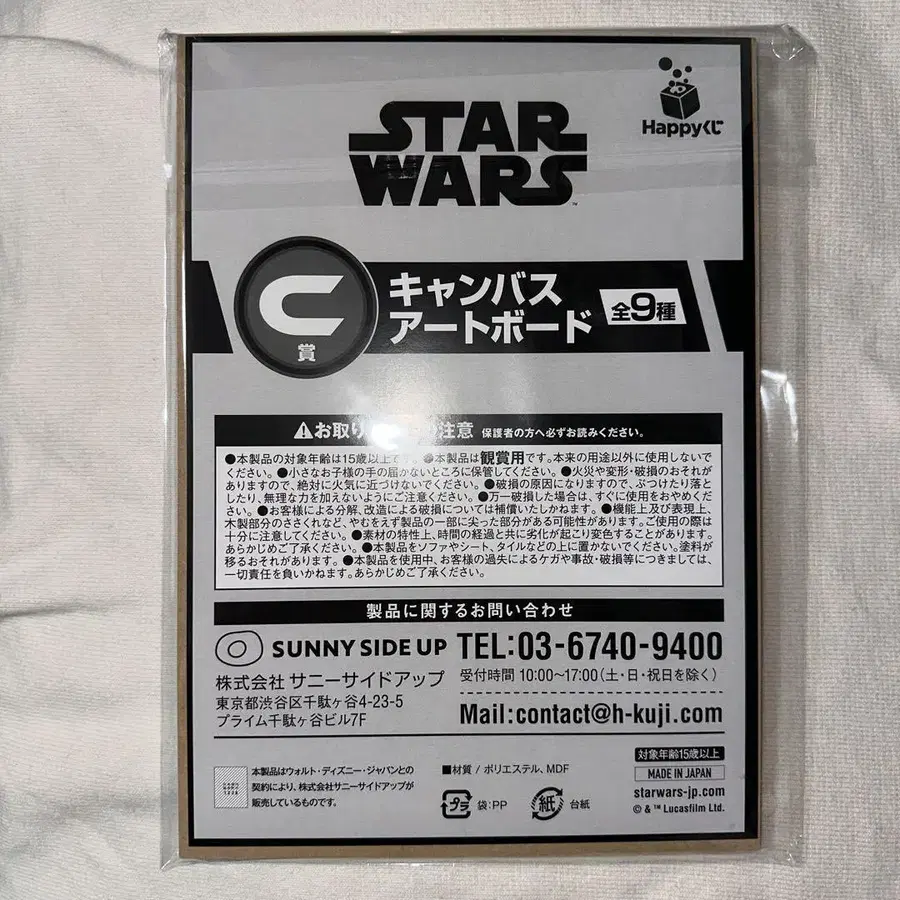 STAR
WARS
Happyくじ
C
賞
キャンバス
アートボード
全9種
お取り 注意 保護者の方へ必ずお読みください。
●本製品の対象年齢は15歳以上です。●本製品は観賞用です。本来の用途以外に使用しないで
ください。●小さなお子様の手の届かないところに保管してください。●火災や変形・破損のおそれが
ありますので、絶対に火気に近づけないでください。●破損の原因になりますので、ぶつけたり落と
したり、無理な力を加えないようにご注意ください。●万一破損した場合は、すぐに使用をおやめくだ
さい。●お客様による分解、改造による破損については補償いたしかねます。●機能上及び表現上、
木製部分のささくれなど、やむをえず製品の一部に尖った部分がある可能性があります。ご使用の際は
十分に注意してください。●素材の特性上、時間の経過と共に劣化が起こり変色することがあります。
あらかじめご了承ください。●本製品をソファやシート、タイルなどの上に置かないでください。塗料が
移るおそれがあります。●本製品を使用中、お客様の過失によるケガや事故・破損等につきましては、
一切責任を負いかねます。あらかじめご了承ください。
製品に関するお問い合わせ
SUNNY SIDE UP
TEL:03-6740-9400
株式会社 サニーサイドアップ
受付時間 10:00〜17:00(土・日・祝日を除く)
東京都渋谷区千駄ヶ谷4-23-5
プライム千駄ヶ谷ビル7F
Mail:contact@h-kuji.com
本製品はウォルト・ディズニー・ジャパンとの
契約により、株式会社サニーサイドアップが
販売しているものです。
■材質 / ポリエステル、MDF
プラ 袋:PP
紙 台紙
対象年齢15歳以上
MADE IN JAPAN
starwars-jp.com
© & ™ Lucasfilm Ltd.